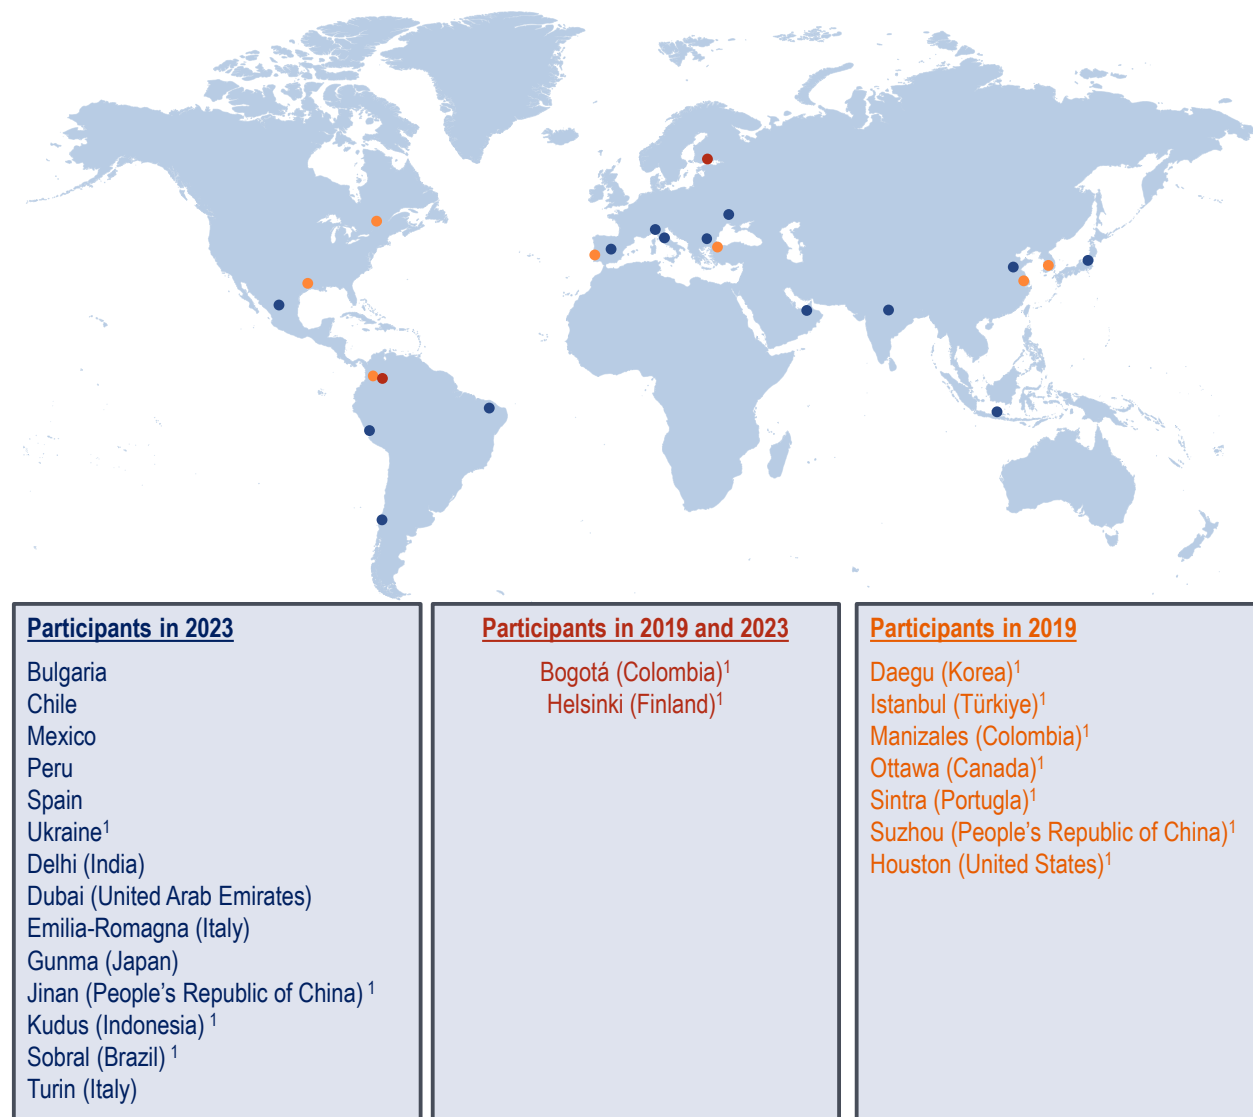 Participants in 2023
Bulgaria
Chile
Mexico
Peru
Spain
Ukraine¹
Delhi (India)
Dubai (United Arab Emirates)
Emilia-Romagna (Italy)
Gunma (Japan)
Jinan (People’s Republic of China) ¹
Kudus (Indonesia) ¹
Sobral (Brazil) ¹
Turin (Italy)
Participants in 2019 and 2023
Bogotá (Colombia)¹
Helsinki (Finland)¹
Participants in 2019
Daegu (Korea)¹
Istanbul (Türkiye)¹
Manizales (Colombia)¹
Ottawa (Canada)¹
Sintra (Portugla)¹
Suzhou (People’s Republic of China)¹
Houston (United States)¹